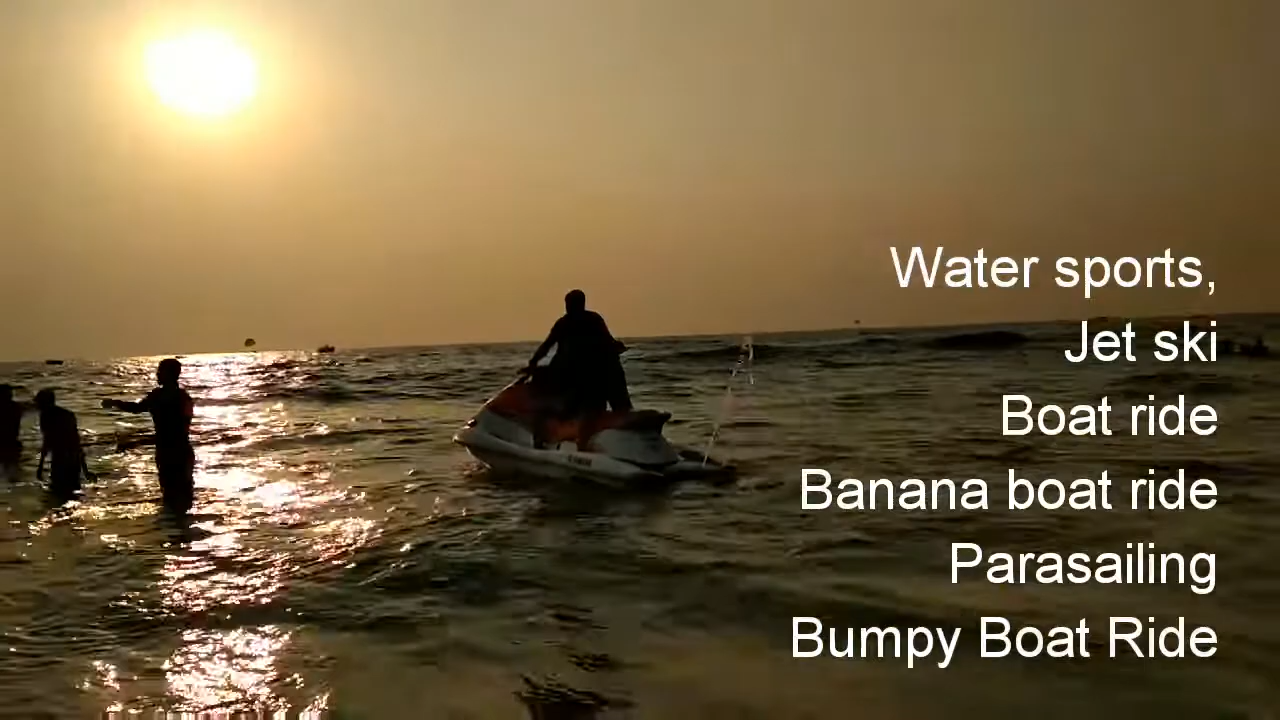 Water sports,
Jet ski
Boat ride
Banana boat ride
Parasailing
Bumpy Boat Ride